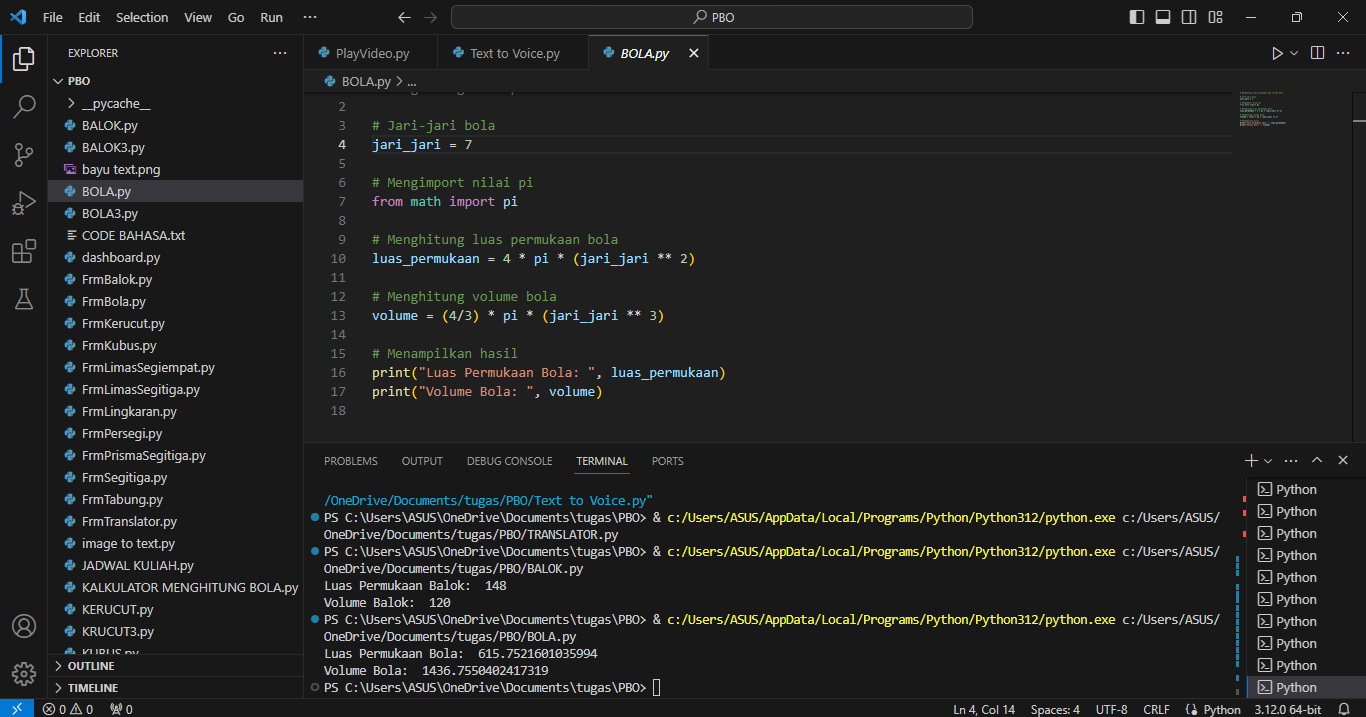 File Edit Selection View Go Run ... PBO
EXPLORER ...
PBO
__pycache__
BALOK.py
BALOK3.py
bayu text.png
BOLA.py
BOLA3.py
CODE BAHASA.txt
dashboard.py
FrmBalok.py
FrmBola.py
FrmKerucut.py
FrmKubus.py
FrmLimasSegiempat.py
FrmLimasSegitiga.py
FrmLingkaran.py
FrmPersegi.py
FrmPrismaSegitiga.py
FrmSegitiga.py
FrmTabung.py
FrmTranslator.py
image to text.py
JADWAL KULIAH.py
KALKULATOR MENGHITUNG BOLA.py
KERUCUT.py
KRUCUT3.py
KUBUS.py
OUTLINE
TIMELINE
PlayVideo.py Text to Voice.py BOLA.py
BOLA.py > ...
2
3 # Jari-jari bola
4 jari_jari = 7
5
6 # Mengimport nilai pi
7 from math import pi
8
9 # Menghitung luas permukaan bola
10 luas_permukaan = 4 * pi * (jari_jari ** 2)
11
12 # Menghitung volume bola
13 volume = (4/3) * pi * (jari_jari ** 3)
14
15 # Menampilkan hasil
16 print("Luas Permukaan Bola: ", luas_permukaan)
17 print("Volume Bola: ", volume)
18
PROBLEMS OUTPUT DEBUG CONSOLE TERMINAL PORTS
/OneDrive/Documents/tugas/PBO/Text to Voice.py"
PS C:\Users\ASUS\OneDrive\Documents\tugas\PBO> & c:/Users/ASUS/AppData/Local/Programs/Python/Python312/python.exe c:/Users/ASUS/
OneDrive/Documents/tugas/PBO/TRANSLATOR.py
PS C:\Users\ASUS\OneDrive\Documents\tugas\PBO> & c:/Users/ASUS/AppData/Local/Programs/Python/Python312/python.exe c:/Users/ASUS/
OneDrive/Documents/tugas/PBO/BALOK.py
Luas Permukaan Balok:  148
Volume Balok:  120
PS C:\Users\ASUS\OneDrive\Documents\tugas\PBO> & c:/Users/ASUS/AppData/Local/Programs/Python/Python312/python.exe c:/Users/ASUS/
OneDrive/Documents/tugas/PBO/BOLA.py
Luas Permukaan Bola:  615.7521601035994
Volume Bola:  1436.7550402417319
PS C:\Users\ASUS\OneDrive\Documents\tugas\PBO>
Python
Python
Python
Python
Python
Python
Python
Python
Python
Python
0 0 0 Ln 4, Col 14 Spaces: 4 UTF-8 CRLF Python 3.12.0 64-bit